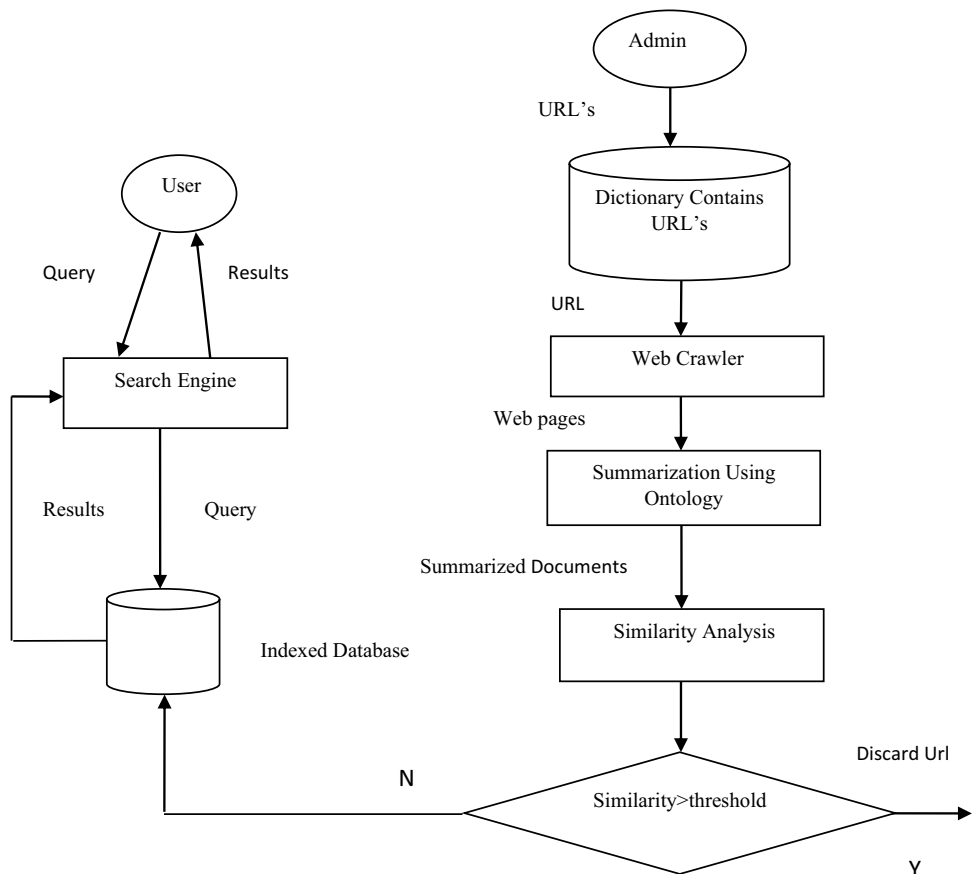 Admin
URL’s
Dictionary Contains
URL’s
User
Query
Results
URL
Search Engine
Web Crawler
Web pages
Summarization Using
Ontology
Results
Query
Summarized Documents
Similarity Analysis
Indexed Database
Discard Url
N
Similarity>threshold
Y